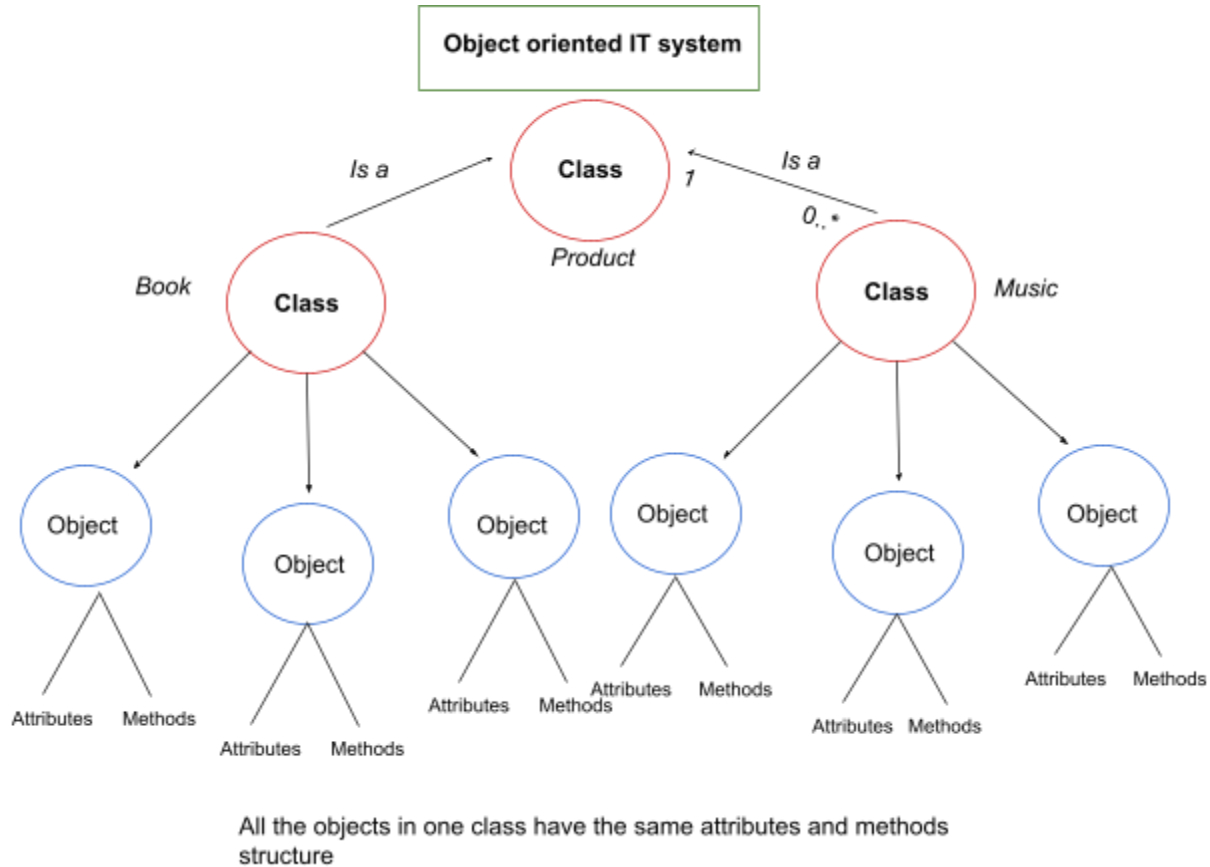 Object oriented IT system
Is a
Class
1
Is a
0..*
Product
Book
Class
Class
Music
Object
Object
Object
Object
Object
Object
Attributes
Methods
Attributes
Methods
Attributes
Methods
Attributes
Methods
Attributes
Methods
Attributes
Methods
All the objects in one class have the same attributes and methods
structure